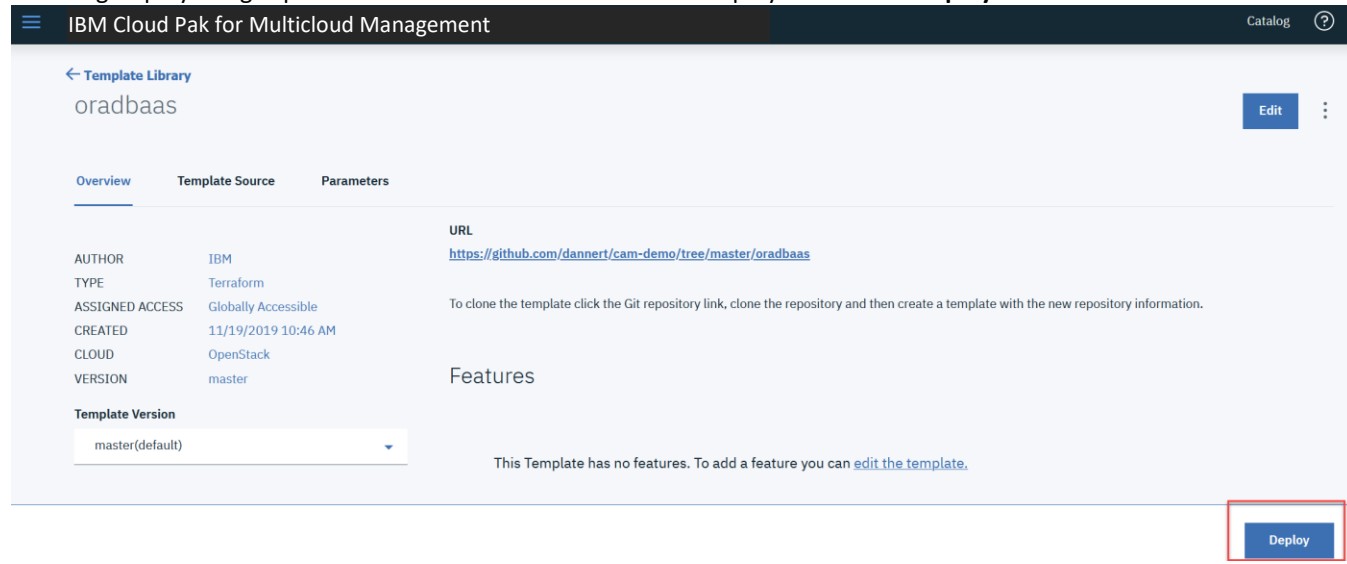 IBM Cloud Pak for Multicloud Management
Catalog
?
← Template Library
oradbaas
Edit
Overview Template Source Parameters
AUTHOR IBM
TYPE Terraform
ASSIGNED ACCESS Globally Accessible
CREATED 11/19/2019 10:46 AM
CLOUD OpenStack
VERSION master
Template Version
master(default)
URL
https://github.com/dannert/cam-demo/tree/master/oradbaas
To clone the template click the Git repository link, clone the repository and then create a template with the new repository information.
Features
This Template has no features. To add a feature you can edit the template.
Deploy